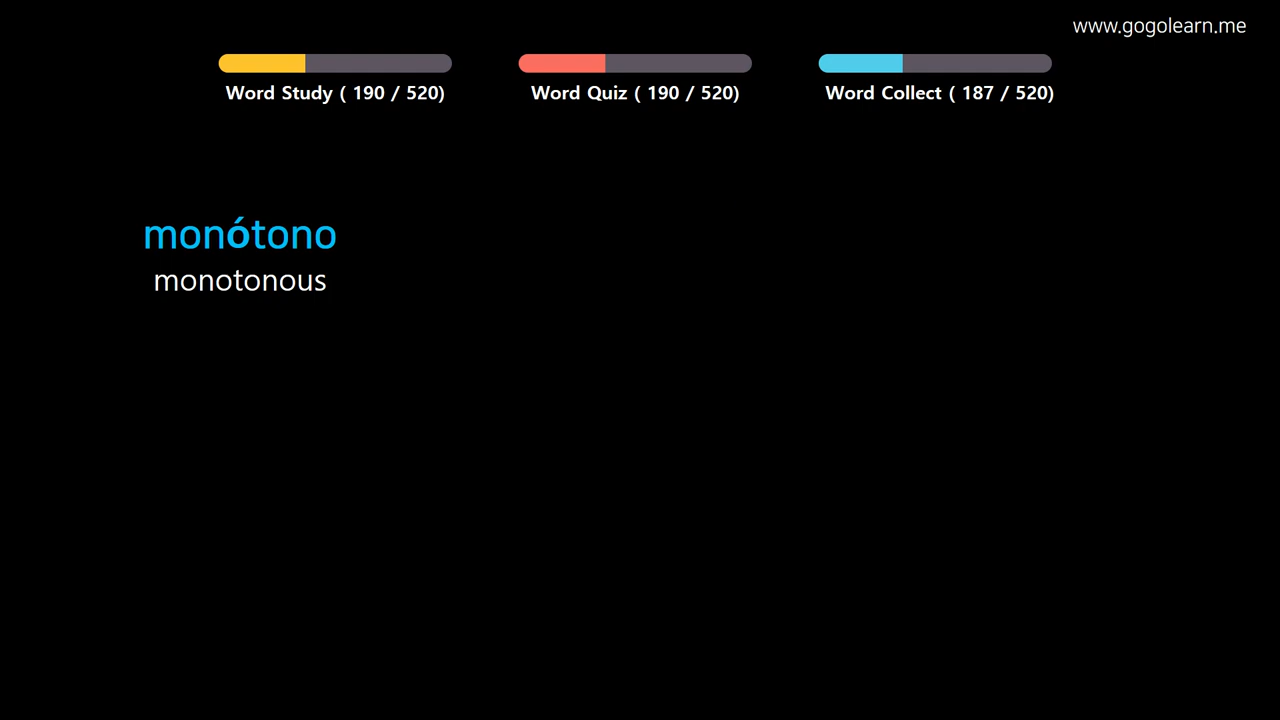 www.gogolearn.me
Word Study ( 190 / 520)
Word Quiz ( 190 / 520)
Word Collect ( 187 / 520)
monótono
monotonous